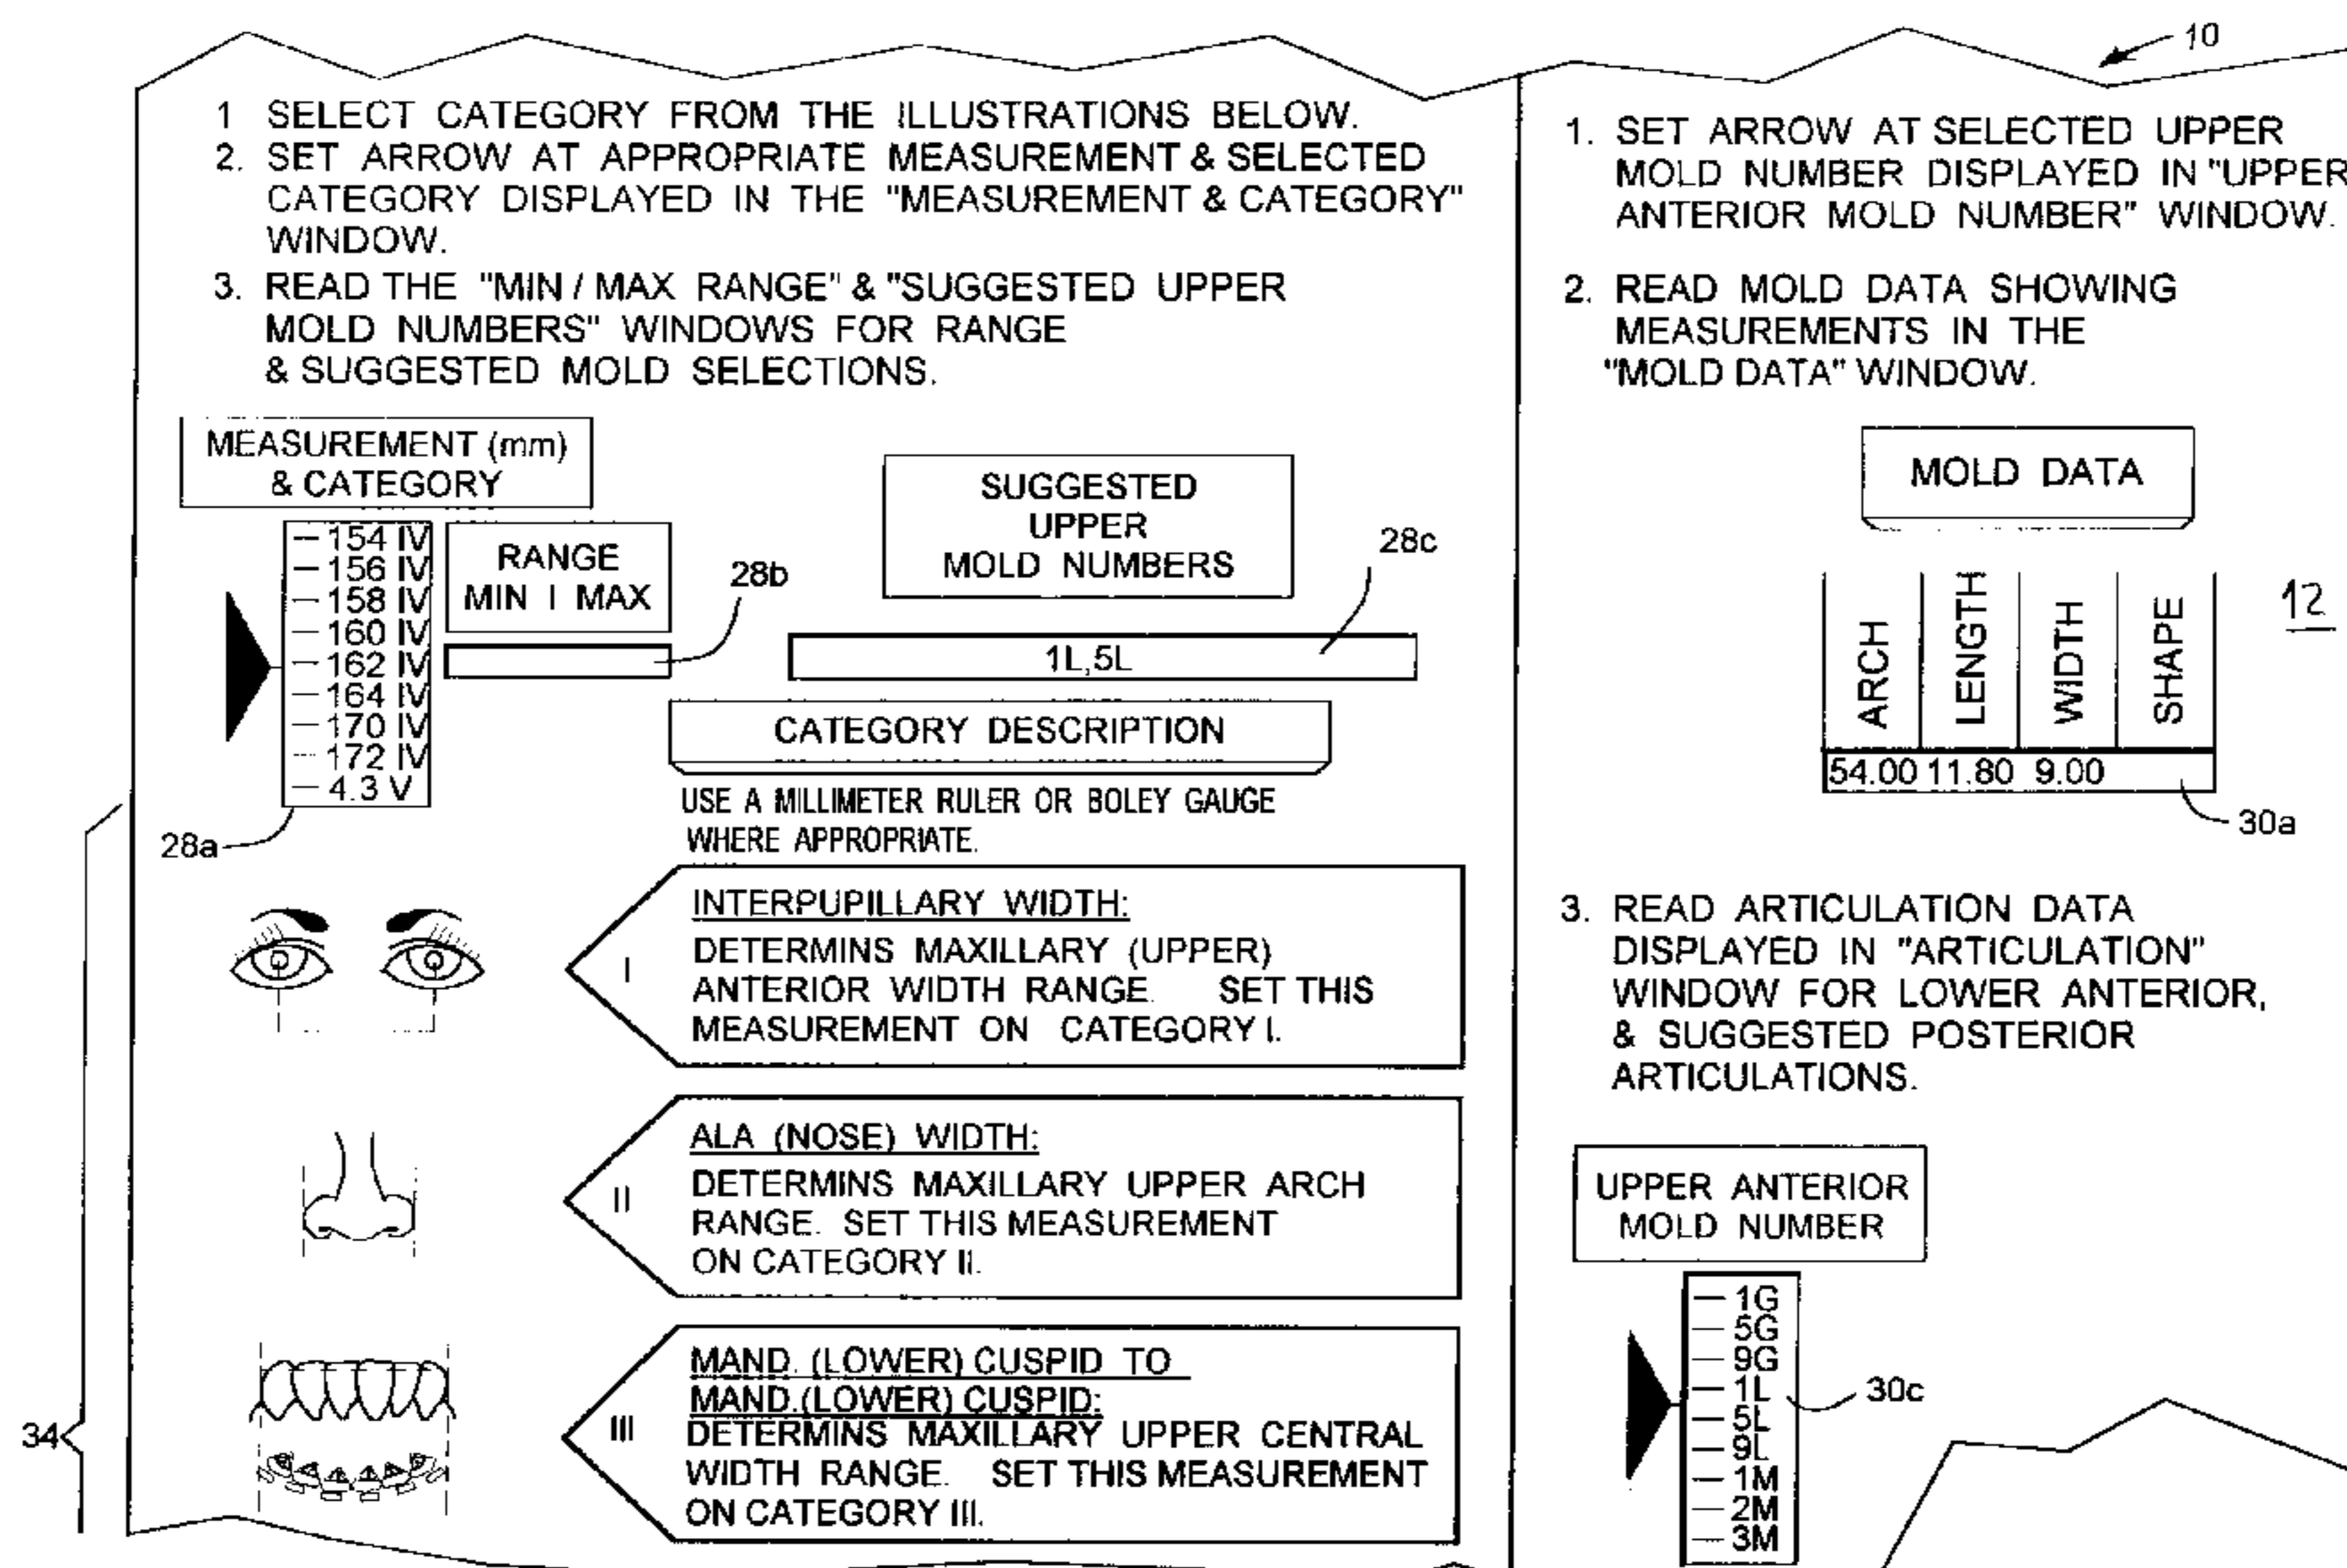 10
1 SELECT CATEGORY FROM THE ILLUSTRATIONS BELOW.
2. SET ARROW AT APPROPRIATE MEASUREMENT & SELECTED
CATEGORY DISPLAYED IN THE "MEASUREMENT & CATEGORY"
WINDOW.
3. READ THE "MIN / MAX RANGE" & "SUGGESTED UPPER
MOLD NUMBERS" WINDOWS FOR RANGE
& SUGGESTED MOLD SELECTIONS.
MEASUREMENT (mm)
& CATEGORY
154 IV
156 IV
158 IV
160 IV
162 IV
164 IV
170 IV
172 IV
4.3 V
28a
RANGE
MIN I MAX
28b
SUGGESTED
UPPER
MOLD NUMBERS
28c
1L,5L
CATEGORY DESCRIPTION
USE A MILLIMETER RULER OR BOLEY GAUGE
WHERE APPROPRIATE.
34
I
INTERPUPILLARY WIDTH:
DETERMINS MAXILLARY (UPPER)
ANTERIOR WIDTH RANGE. SET THIS
MEASUREMENT ON CATEGORY I.
II
ALA (NOSE) WIDTH:
DETERMINS MAXILLARY UPPER ARCH
RANGE. SET THIS MEASUREMENT
ON CATEGORY II.
III
MAND. (LOWER) CUSPID TO
MAND.(LOWER) CUSPID:
DETERMINS MAXILLARY UPPER CENTRAL
WIDTH RANGE. SET THIS MEASUREMENT
ON CATEGORY III.
1. SET ARROW AT SELECTED UPPER
MOLD NUMBER DISPLAYED IN "UPPER
ANTERIOR MOLD NUMBER" WINDOW.
2. READ MOLD DATA SHOWING
MEASUREMENTS IN THE
"MOLD DATA" WINDOW.
MOLD DATA
ARCH
LENGTH
WIDTH
SHAPE
12
54.00 11.80 9.00
30a
3. READ ARTICULATION DATA
DISPLAYED IN "ARTICULATION"
WINDOW FOR LOWER ANTERIOR,
& SUGGESTED POSTERIOR
ARTICULATIONS.
UPPER ANTERIOR
MOLD NUMBER
1G
5G
9G
1L
5L
9L
1M
2M
3M
30c